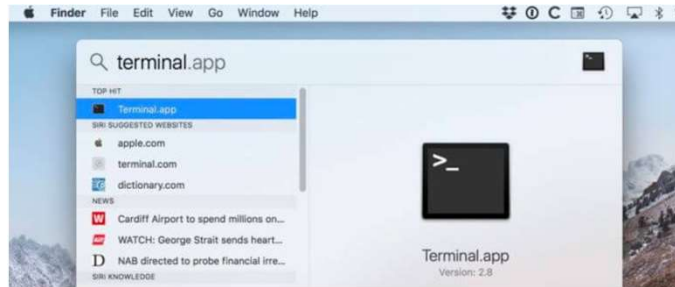 Finder File Edit View Go Window Help
terminal.app
TOP HIT
Terminal.app
SIRI SUGGESTED WEBSITES
apple.com
terminal.com
dictionary.com
NEWS
Cardiff Airport to spend millions on...
WATCH: George Strait sends heart...
NAB directed to probe financial irre...
SIRI KNOWLEDGE
Terminal.app
Version: 2.8